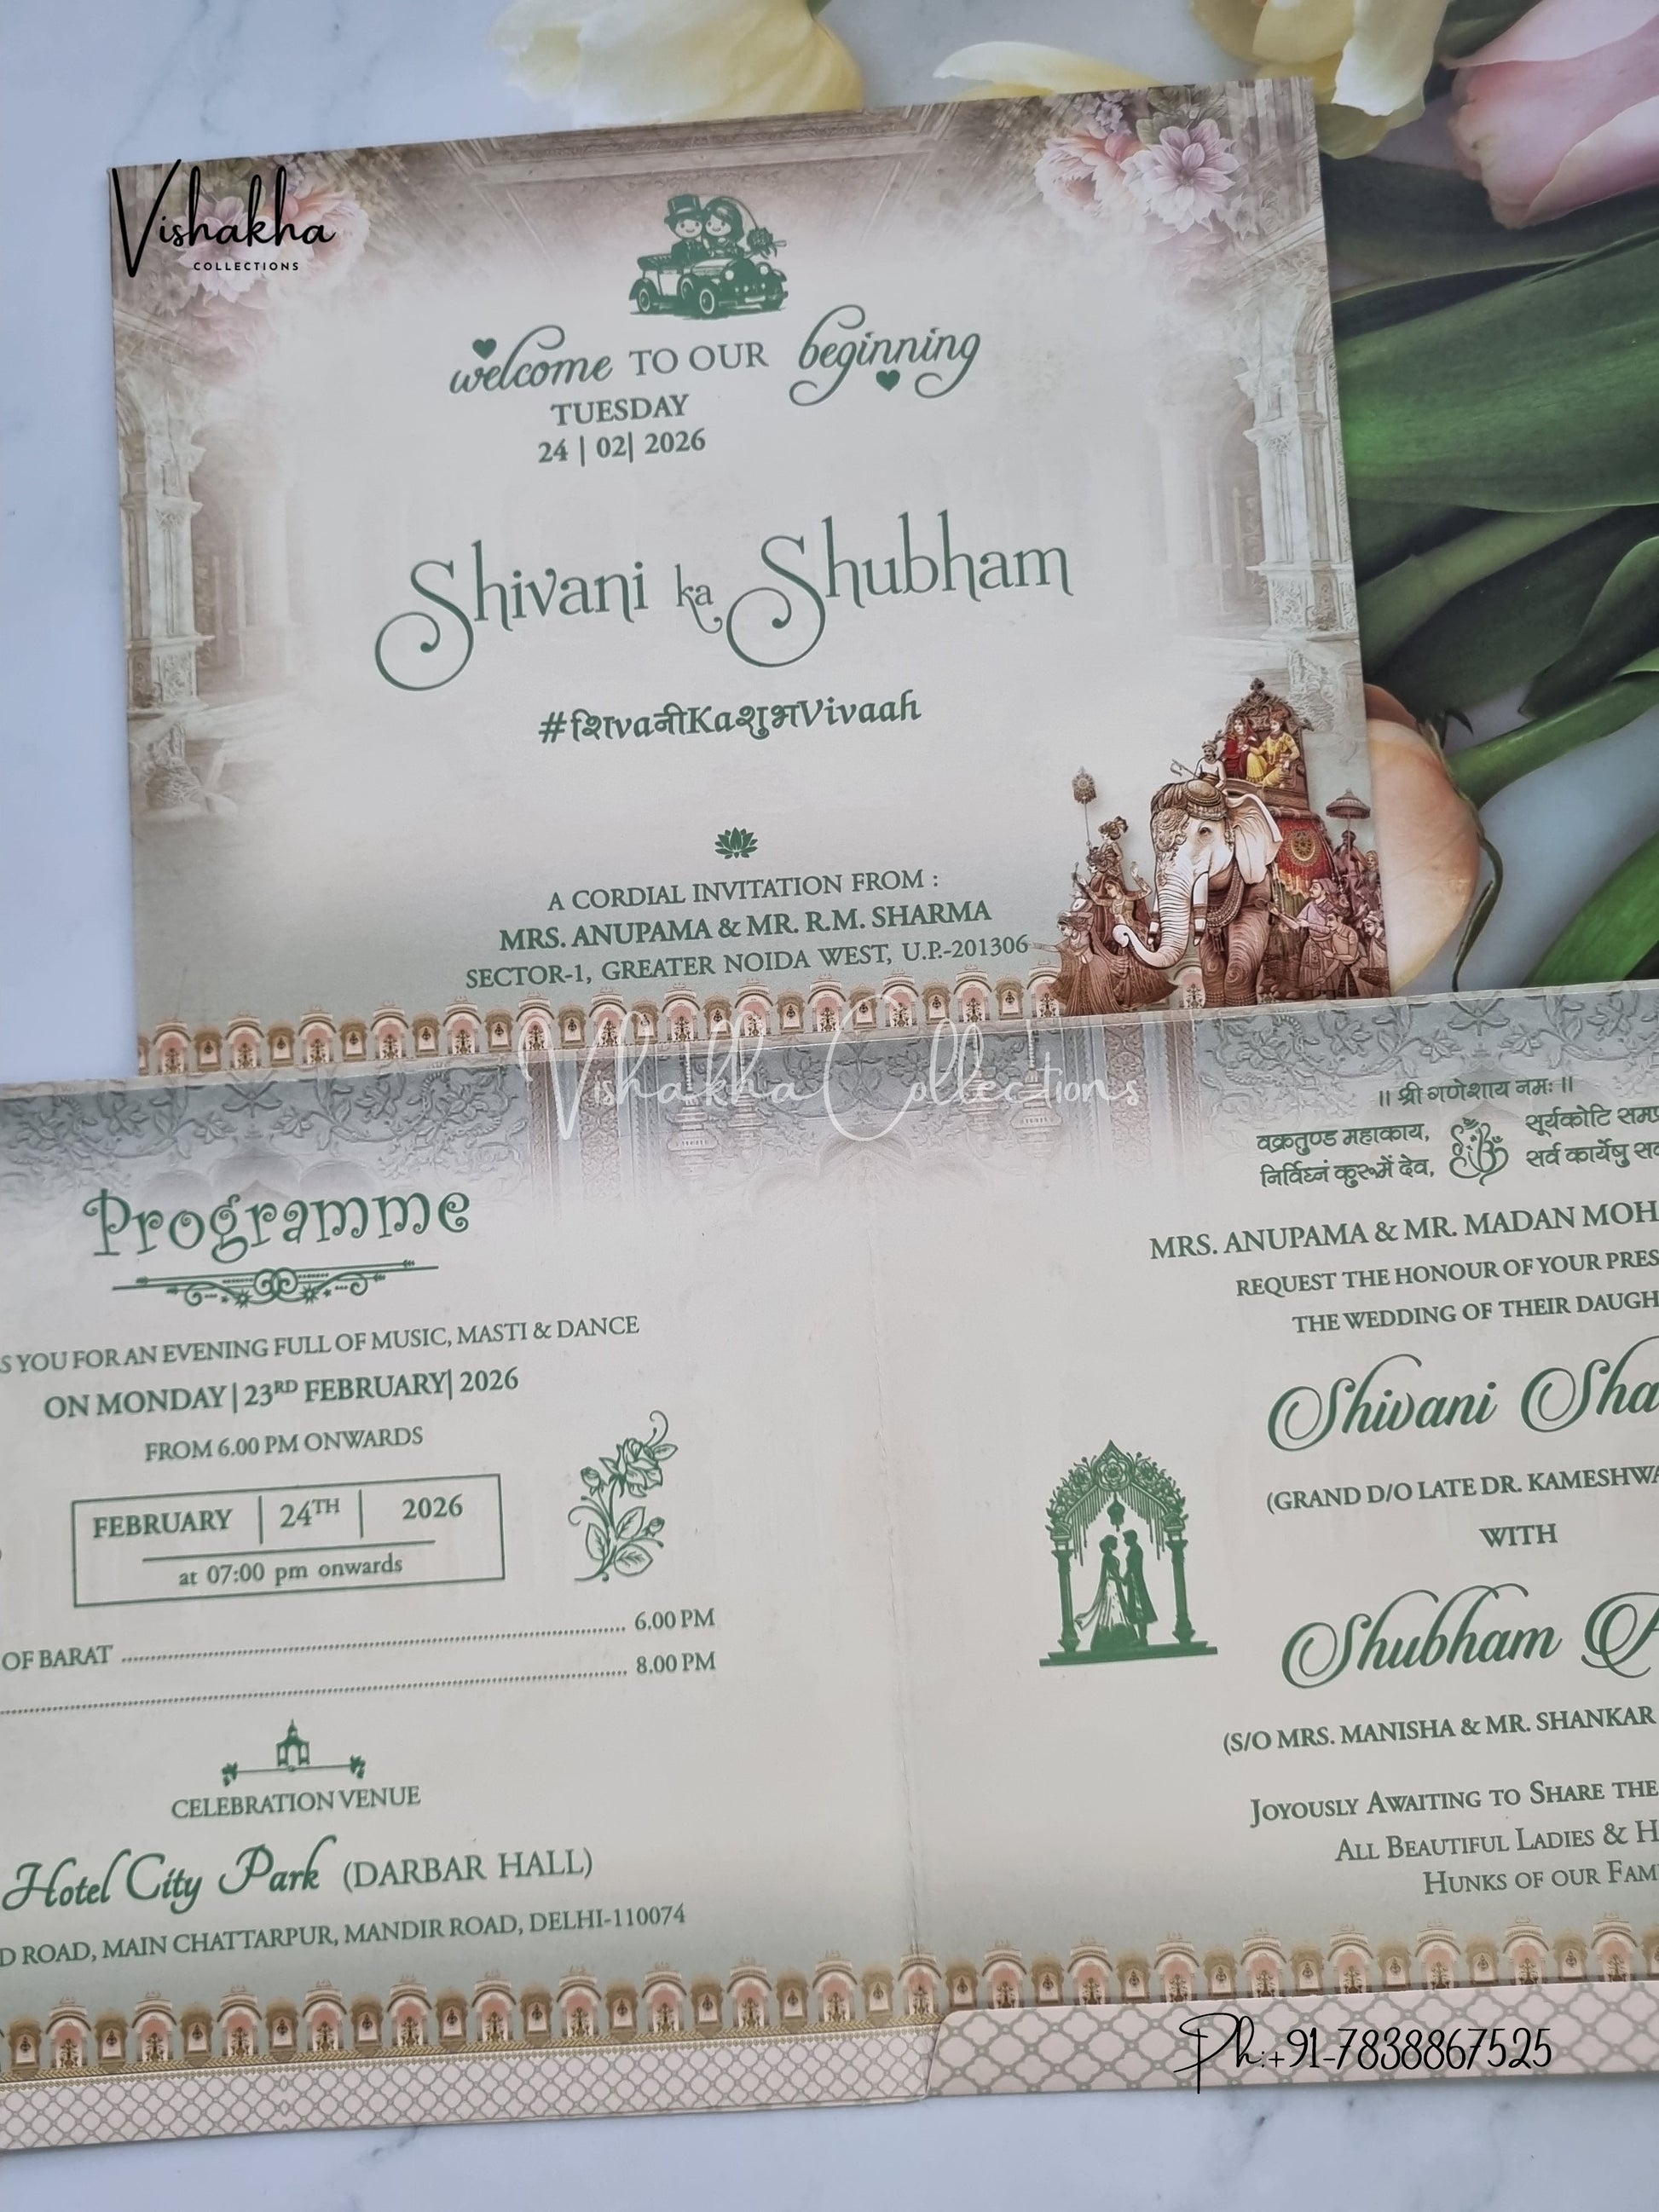 Vishakha
COLLECTIONS
welcome TO OUR beginning
TUESDAY
24 | 02| 2026
Shivani ka Shubham
#शिvaनीKaशुभVivaah
A CORDIAL INVITATION FROM :
MRS. ANUPAMA & MR. R.M. SHARMA
SECTOR-1, GREATER NOIDA WEST, U.P.-201306
Vishakha Collections
Programme
YOU FOR AN EVENING FULL OF MUSIC, MASTI & DANCE
ON MONDAY | 23RD FEBRUARY| 2026
FROM 6.00 PM ONWARDS
FEBRUARY | 24TH | 2026
at 07:00 pm onwards
OF BARAT ........................ 6.00 PM
........................ 8.00 PM
CELEBRATION VENUE
Hotel City Park (DARBAR HALL)
ROAD, MAIN CHATTARPUR, MANDIR ROAD, DELHI-110074
॥ श्री गणेशाय नमः ॥
वक्रतुण्ड महाकाय, सूर्यकोटि
निर्विघ्नं कुरूमें देव, सर्व कार्येषु
MRS. ANUPAMA & MR. MADAN
REQUEST THE HONOUR OF YOUR
THE WEDDING OF THEIR
Shivani
(GRAND D/O LATE DR.
WITH
Shubham
(S/O MRS. MANISHA & MR. SHANKAR
JOYOUSLY AWAITING TO SHARE THE
ALL BEAUTIFUL LADIES &
HUNKS OF OUR
Ph:+91-7838867525